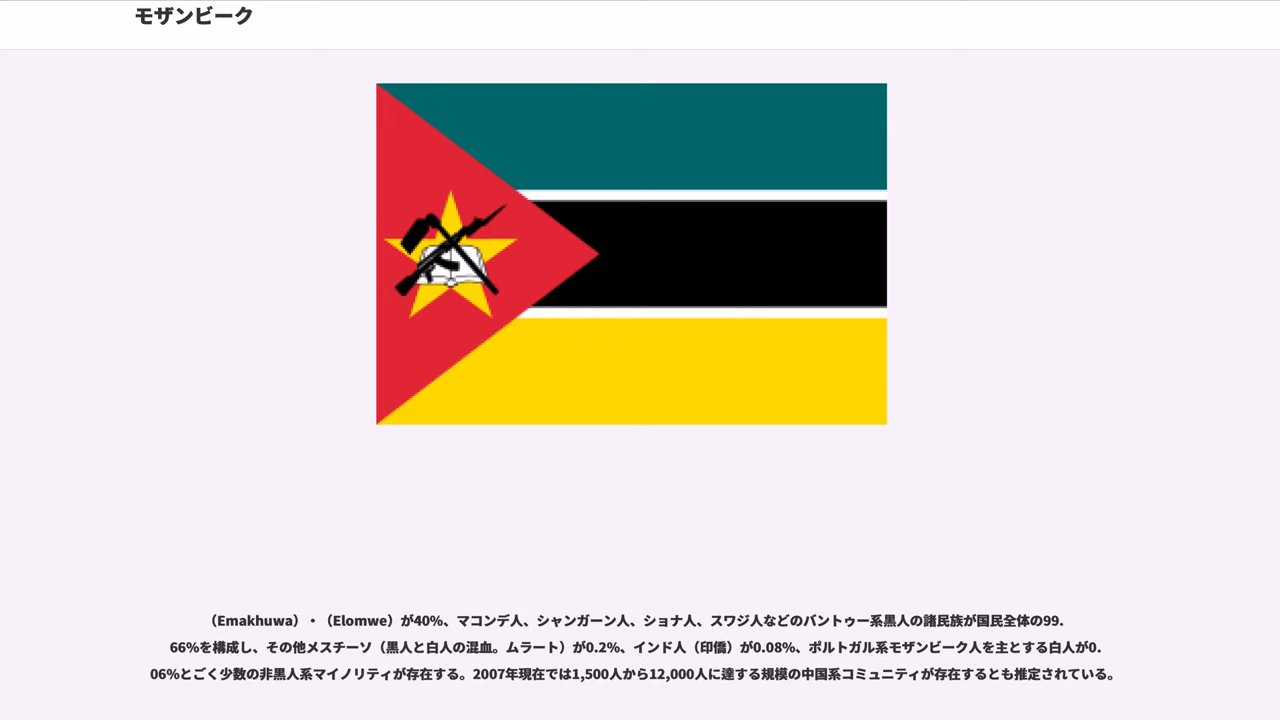 モザンビーク
（Emakhuwa）・（Elomwe）が40%、マコンデ人、シャンガーン人、ショナ人、スワジ人などのバントゥー系黒人の諸民族が国民全体の99.
66%を構成し、その他メスチーソ（黒人と白人の混血。ムラート）が0.2%、インド人（印僑）が0.08%、ポルトガル系モザンビーク人を主とする白人が0.
06%とごく少数の非黒人系マイノリティが存在する。2007年現在では1,500人から12,000人に達する規模の中国系コミュニティが存在するとも推定されている。